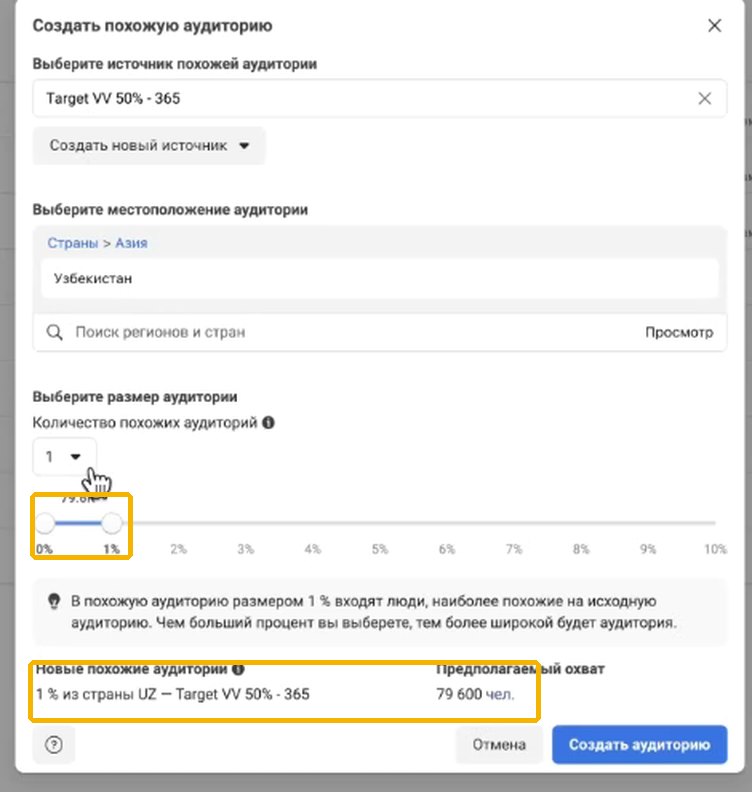 Создать похожую аудиторию
Выберите источник похожей аудитории
Target VV 50% - 365
Создать новый источник
Выберите местоположение аудитории
Страны > Азия
Узбекистан
Поиск регионов и стран Просмотр
Выберите размер аудитории
Количество похожих аудиторий
1
0% 1% 2% 3% 4% 5% 6% 7% 8% 9% 10%
В похожую аудиторию размером 1 % входят люди, наиболее похожие на исходную
аудиторию. Чем больший процент вы выберете, тем более широкой будет аудитория.
Новые похожие аудитории Предполагаемый охват
1 % из страны UZ — Target VV 50% - 365 79 600 чел.
Отмена Создать аудиторию